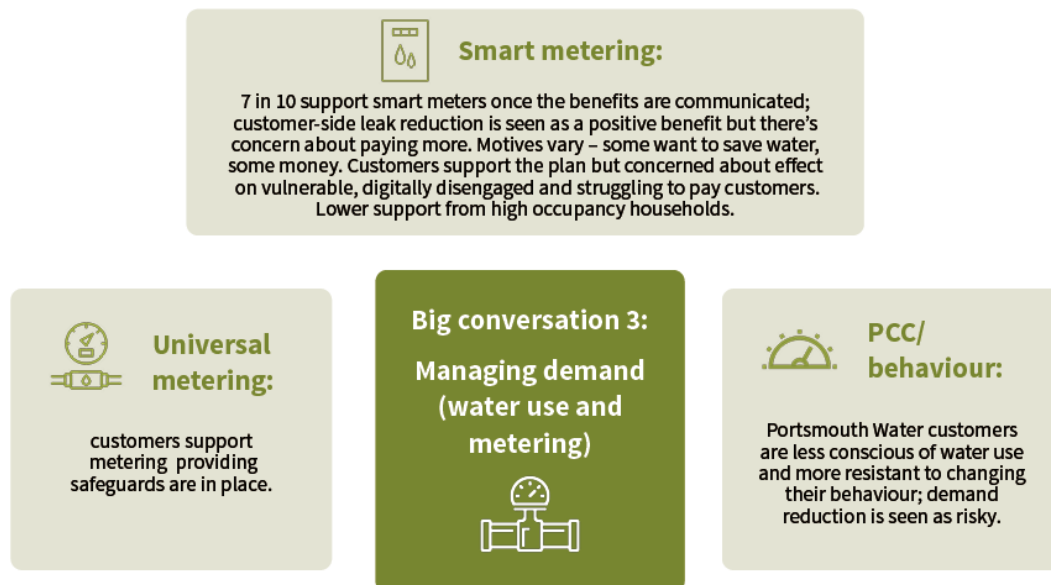 Smart metering:
7 in 10 support smart meters once the benefits are communicated;
customer-side leak reduction is seen as a positive benefit but there's
concern about paying more. Motives vary – some want to save water,
some money. Customers support the plan but concerned about effect
on vulnerable, digitally disengaged and struggling to pay customers.
Lower support from high occupancy households.
Universal
metering:
customers support
metering providing
safeguards are in place.
Big conversation 3:
Managing demand
(water use and
metering)
PCC/
behaviour:
Portsmouth Water customers
are less conscious of water use
and more resistant to changing
their behaviour; demand
reduction is seen as risky.